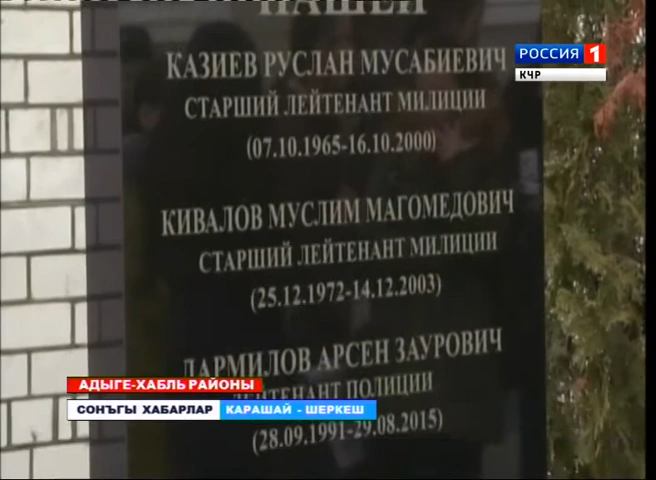 НАШЕЙ
КАЗИЕВ РУСЛАН МУСАБИЕВИЧ
СТАРШИЙ ЛЕЙТЕНАНТ МИЛИЦИИ
(07.10.1965-16.10.2000)
КИВАЛОВ МУСЛИМ МАГОМЕДОВИЧ
СТАРШИЙ ЛЕЙТЕНАНТ МИЛИЦИИ
(25.12.1972-14.12.2003)
ДАРМИЛОВ АРСЕН ЗАУРОВИЧ
ЛЕЙТЕНАНТ ПОЛИЦИИ
(28.09.1991-29.08.2015)
РОССИЯ 1
КЧР
АДЫГЕ-ХАБЛЬ РАЙОНЫ
СОНЪГЫ ХАБАРЛАР КАРАШАЙ - ШЕРКЕШ